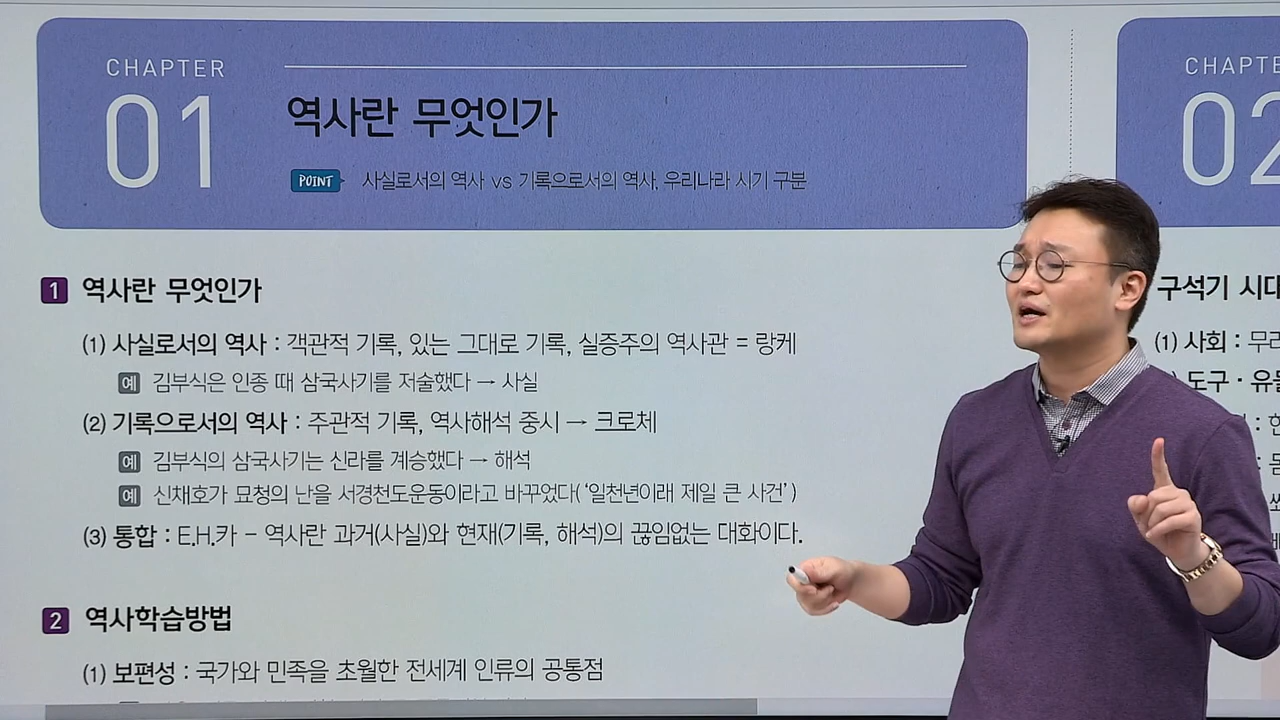 CHAPTER
01
역사란 무엇인가
POINT 사실로서의 역사 vs 기록으로서의 역사, 우리나라 시기 구분
1 역사란 무엇인가
(1) 사실로서의 역사 : 객관적 기록, 있는 그대로 기록, 실증주의 역사관 = 랑케
예 김부식은 인종 때 삼국사기를 저술했다 → 사실
(2) 기록으로서의 역사 : 주관적 기록, 역사해석 중시 → 크로체
예 김부식의 삼국사기는 신라를 계승했다 → 해석
예 신채호가 묘청의 난을 서경천도운동이라고 바꾸었다( ‘일천년이래 제일 큰 사건’ )
(3) 통합 : E.H.카 – 역사란 과거(사실)와 현재(기록, 해석)의 끊임없는 대화이다.
2 역사학습방법
(1) 보편성 : 국가와 민족을 초월한 전세계 인류의 공통점
CHAPTE
02
구석기 시대
(1) 사회 : 무리
도구 · 유물